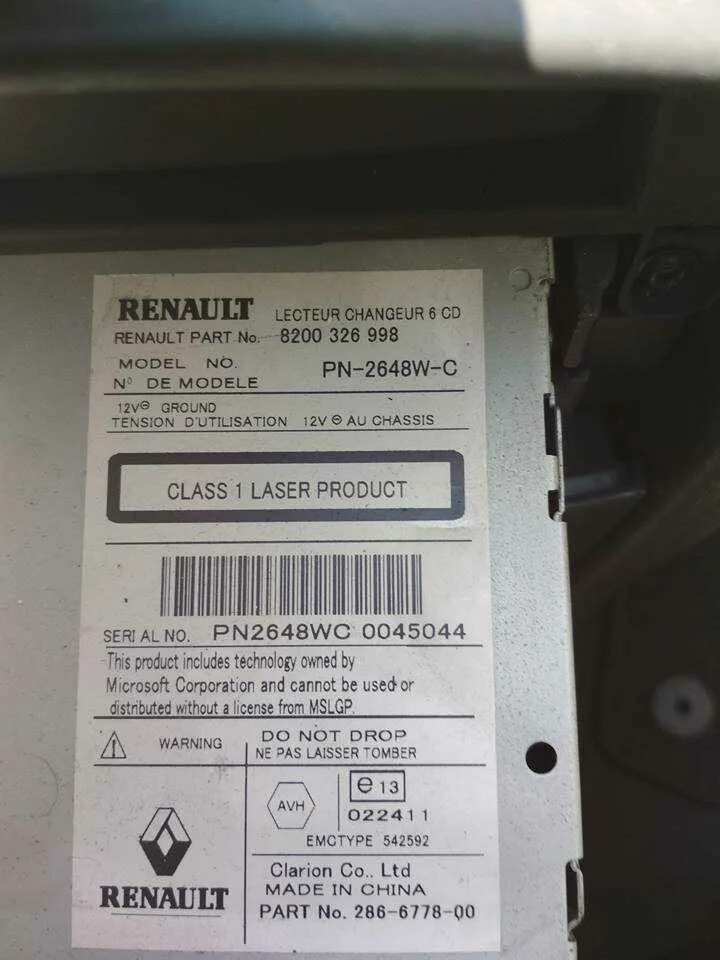 RENAULT LECTEUR CHANGEUR 6 CD
RENAULT PART No. 8200 326 998
MODEL NO.
N° DE MODELE PN-2648W-C
12V⊖ GROUND
TENSION D'UTILISATION 12V ⊖ AU CHASSIS
CLASS 1 LASER PRODUCT
SERIAL NO. PN2648WC 0045044
This product includes technology owned by
Microsoft Corporation and cannot be used or
distributed without a license from MSLGP.
WARNING
DO NOT DROP
NE PAS LAISSER TOMBER
AVH
e 13
022411
EMCTYPE 542592
RENAULT
Clarion Co., Ltd
MADE IN CHINA
PART No. 286-6778-00